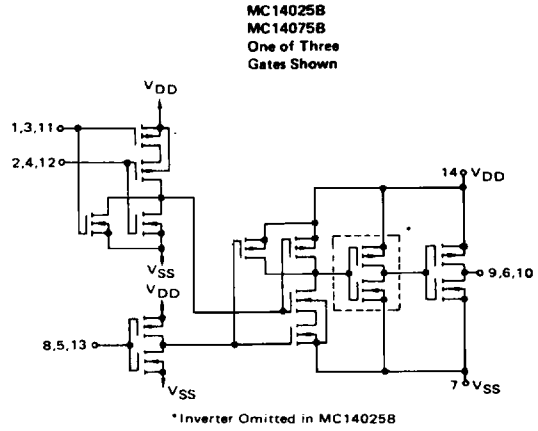 MC14025B
MC14075B
One of Three
Gates Shown
VDD
1,3,11
2,4,12
14 VDD
*
9,6,10
VSS
VDD
8,5,13
VSS
7 VSS
*Inverter Omitted in MC14025B